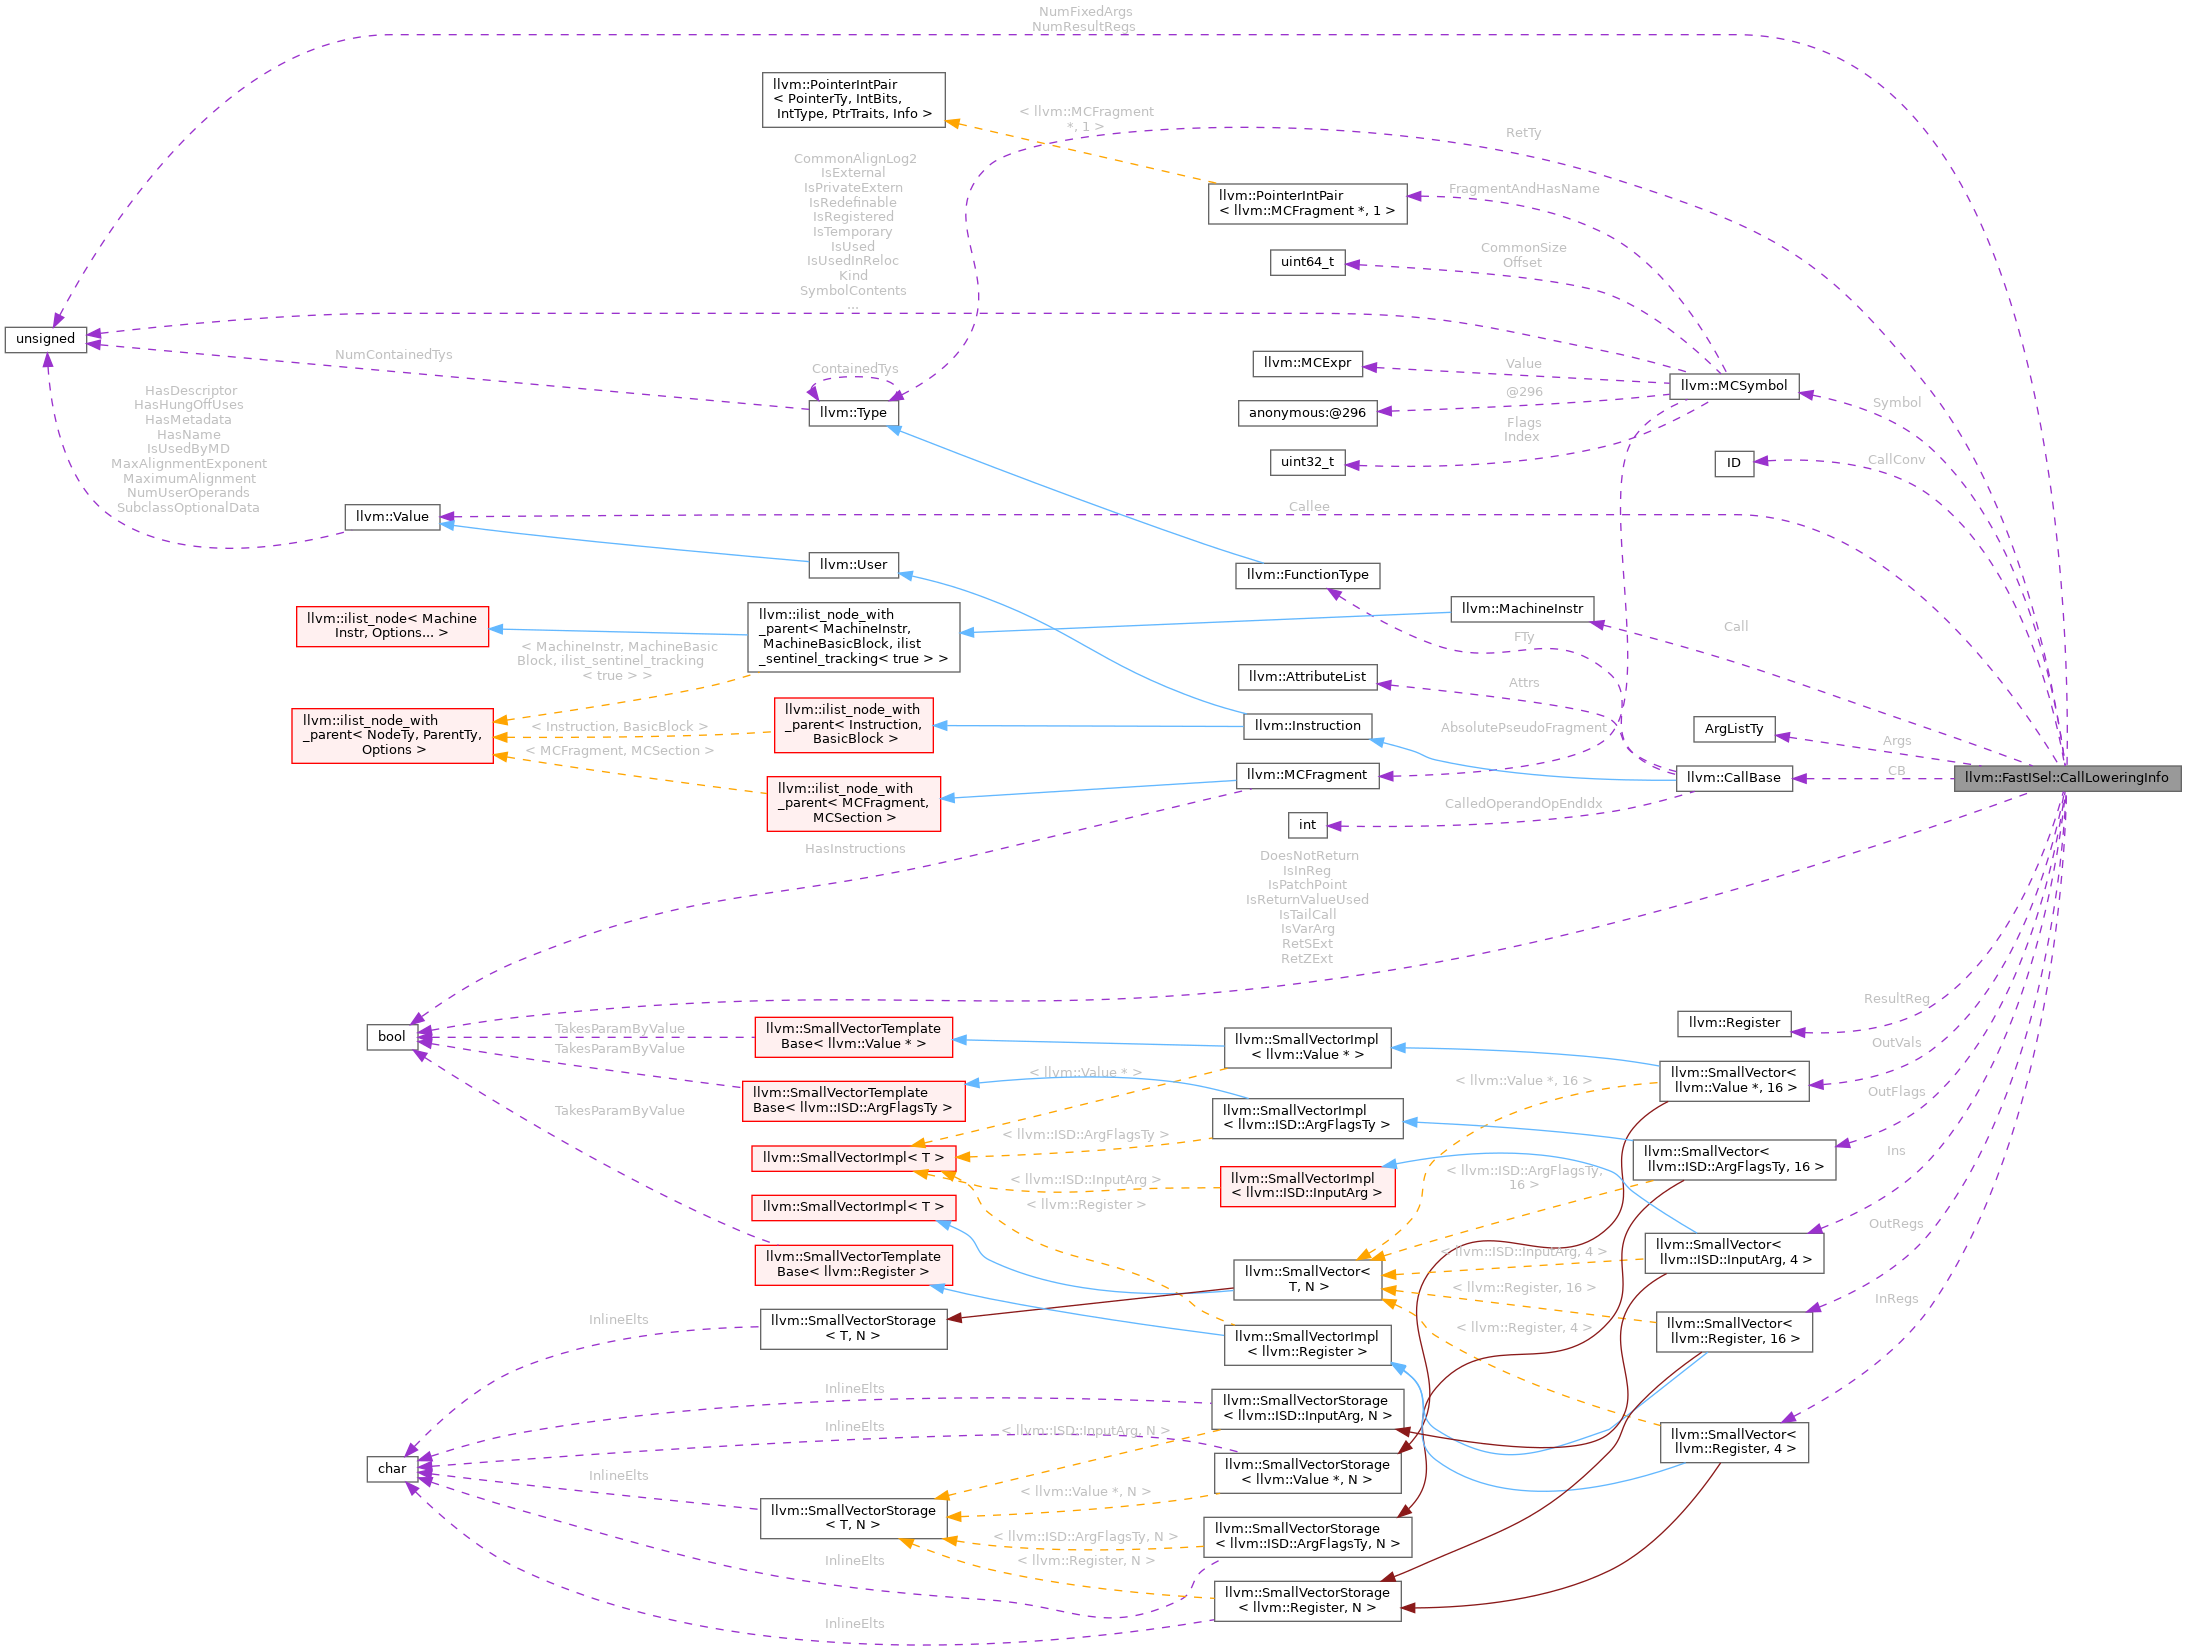 NumFixedArgs
NumResultRegs
llvm::PointerIntPair
< PointerTy, IntBits,
IntType, PtrTraits, Info >
< llvm::MCFragment
*, 1 >
RetTy
CommonAlignLog2
IsExternal
IsPrivateExtern
IsRedefinable
IsRegistered
IsTemporary
IsUsed
IsUsedInReloc
Kind
SymbolContents
...
llvm::PointerIntPair
< llvm::MCFragment *, 1 >
FragmentAndHasName
uint64_t
CommonSize
Offset
unsigned
NumContainedTys
ContainedTys
llvm::Type
llvm::MCExpr
Value
llvm::MCSymbol
anonymous:@296
@296
Symbol
uint32_t
Flags
Index
ID
CallConv
HasDescriptor
HasHungOffUses
HasMetadata
HasName
IsUsedByMD
MaxAlignmentExponent
MaximumAlignment
NumUserOperands
SubclassOptionalData
llvm::Value
Callee
llvm::User
llvm::FunctionType
llvm::ilist_node< Machine
Instr, Options... >
llvm::ilist_node_with
_parent< MachineInstr,
MachineBasicBlock, ilist
_sentinel_tracking< true > >
llvm::MachineInstr
Call
FTy
< MachineInstr, MachineBasic
Block, ilist_sentinel_tracking
< true > >
llvm::AttributeList
Attrs
llvm::ilist_node_with
_parent< NodeTy, ParentTy,
Options >
< Instruction, BasicBlock >
< MCFragment, MCSection >
llvm::ilist_node_with
_parent< Instruction,
BasicBlock >
llvm::Instruction
AbsolutePseudoFragment
ArgListTy
Args
llvm::ilist_node_with
_parent< MCFragment,
MCSection >
llvm::MCFragment
llvm::CallBase
CB
llvm::FastISel::CallLoweringInfo
int
CalledOperandOpEndIdx
HasInstructions
DoesNotReturn
IsInReg
IsPatchPoint
IsReturnValueUsed
IsTailCall
IsVarArg
RetSExt
RetZExt
bool
TakesParamByValue
TakesParamByValue
TakesParamByValue
llvm::SmallVectorTemplate
Base< llvm::Value * >
llvm::SmallVectorImpl
< llvm::Value * >
llvm::Register
ResultReg
OutVals
llvm::SmallVectorTemplate
Base< llvm::ISD::ArgFlagsTy >
< llvm::Value * >
< llvm::Value *, 16 >
llvm::SmallVector<
llvm::Value *, 16 >
OutFlags
llvm::SmallVectorImpl
< llvm::ISD::ArgFlagsTy >
llvm::SmallVectorImpl< T >
< llvm::ISD::ArgFlagsTy >
llvm::SmallVector<
llvm::ISD::ArgFlagsTy, 16 >
Ins
< llvm::ISD::InputArg >
llvm::SmallVectorImpl
< llvm::ISD::InputArg >
< llvm::ISD::ArgFlagsTy,
16 >
llvm::SmallVectorImpl< T >
< llvm::Register >
OutRegs
llvm::SmallVectorTemplate
Base< llvm::Register >
llvm::SmallVector<
T, N >
< llvm::ISD::InputArg, 4 >
llvm::SmallVector<
llvm::ISD::InputArg, 4 >
< llvm::Register, 16 >
InRegs
InlineElts
llvm::SmallVectorStorage
< T, N >
llvm::SmallVectorImpl
< llvm::Register >
< llvm::Register, 4 >
llvm::SmallVector<
llvm::Register, 16 >
InlineElts
llvm::SmallVectorStorage
< llvm::ISD::InputArg, N >
InlineElts
< llvm::ISD::InputArg, N >
llvm::SmallVector<
llvm::Register, 4 >
char
InlineElts
llvm::SmallVectorStorage
< llvm::Value *, N >
< llvm::Value *, N >
llvm::SmallVectorStorage
< T, N >
< llvm::ISD::ArgFlagsTy, N >
llvm::SmallVectorStorage
< llvm::ISD::ArgFlagsTy, N >
InlineElts
< llvm::Register, N >
llvm::SmallVectorStorage
< llvm::Register, N >
InlineElts